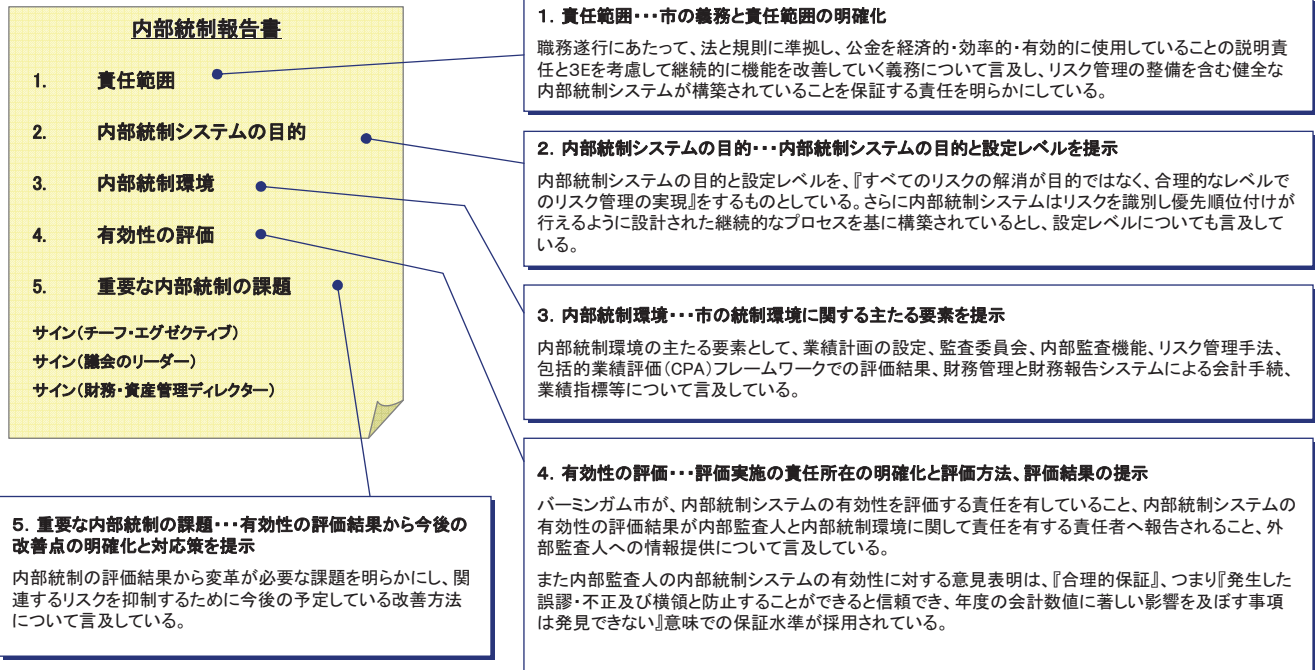 内部統制報告書
1. 責任範囲
2. 内部統制システムの目的
3. 内部統制環境
4. 有効性の評価
5. 重要な内部統制の課題
サイン(チーフ・エグゼクティブ)
サイン(議会のリーダー)
サイン(財務・資産管理ディレクター)
1. 責任範囲・・・市の義務と責任範囲の明確化
職務遂行にあたって、法と規則に準拠し、公金を経済的・効率的・有効的に使用していることの説明責
任と3Eを考慮して継続的に機能を改善していく義務について言及し、リスク管理の整備を含む健全な
内部統制システムが構築されていることを保証する責任を明らかにしている。
2. 内部統制システムの目的・・・内部統制システムの目的と設定レベルを提示
内部統制システムの目的と設定レベルを、『すべてのリスクの解消が目的ではなく、合理的なレベルで
のリスク管理の実現』をするものとしている。さらに内部統制システムはリスクを識別し優先順位付けが
行えるように設計された継続的なプロセスを基に構築されているとし、設定レベルについても言及して
いる。
3. 内部統制環境・・・市の統制環境に関する主たる要素を提示
内部統制環境の主たる要素として、業績計画の設定、監査委員会、内部監査機能、リスク管理手法、
包括的業績評価(CPA)フレームワークでの評価結果、財務管理と財務報告システムによる会計手続、
業績指標等について言及している。
4. 有効性の評価・・・評価実施の責任所在の明確化と評価方法、評価結果の提示
バーミンガム市が、内部統制システムの有効性を評価する責任を有していること、内部統制システムの
有効性の評価結果が内部監査人と内部統制環境に関して責任を有する責任者へ報告されること、外
部監査人への情報提供について言及している。
また内部監査人の内部統制システムの有効性に対する意見表明は、『合理的保証』、つまり『発生した
誤謬・不正及び横領と防止することができると信頼でき、年度の会計数値に著しい影響を及ぼす事項
は発見できない』意味での保証水準が採用されている。
5. 重要な内部統制の課題・・・有効性の評価結果から今後の
改善点の明確化と対応策を提示
内部統制の評価結果から変革が必要な課題を明らかにし、関
連するリスクを抑制するために今後の予定している改善方法
について言及している。